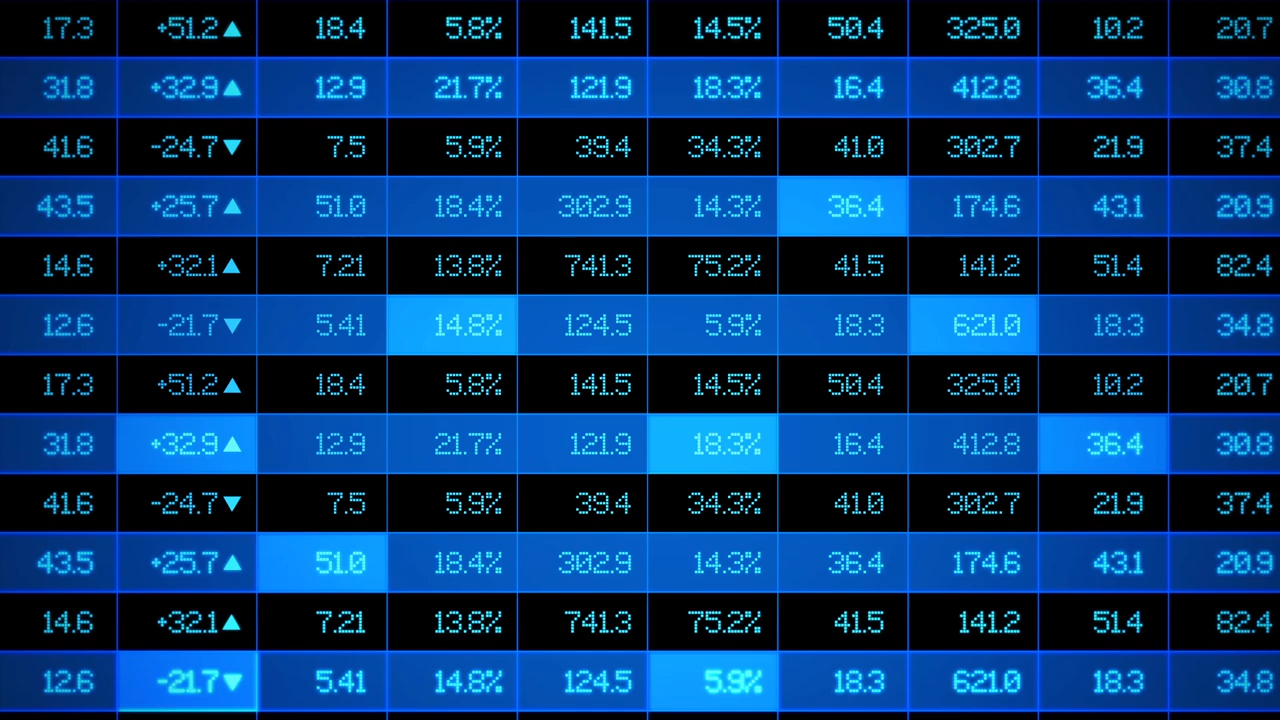 17.3 +51.2▲ 18.4 5.8% 141.5 14.5% 50.4 325.0 10.2 20.7
31.8 +32.9▲ 12.9 21.7% 121.9 18.3% 16.4 412.8 36.4 30.8
41.6 -24.7▼ 7.5 5.9% 39.4 34.3% 41.0 302.7 21.9 37.4
43.5 +25.7▲ 51.0 18.4% 302.9 14.3% 36.4 174.6 43.1 20.9
14.6 +32.1▲ 7.21 13.8% 741.3 75.2% 41.5 141.2 51.4 82.4
12.6 -21.7▼ 5.41 14.8% 124.5 5.9% 18.3 621.0 18.3 34.8
17.3 +51.2▲ 18.4 5.8% 141.5 14.5% 50.4 325.0 10.2 20.7
31.8 +32.9▲ 12.9 21.7% 121.9 18.3% 16.4 412.8 36.4 30.8
41.6 -24.7▼ 7.5 5.9% 39.4 34.3% 41.0 302.7 21.9 37.4
43.5 +25.7▲ 51.0 18.4% 302.9 14.3% 36.4 174.6 43.1 20.9
14.6 +32.1▲ 7.21 13.8% 741.3 75.2% 41.5 141.2 51.4 82.4
12.6 -21.7▼ 5.41 14.8% 124.5 5.9% 18.3 621.0 18.3 34.8